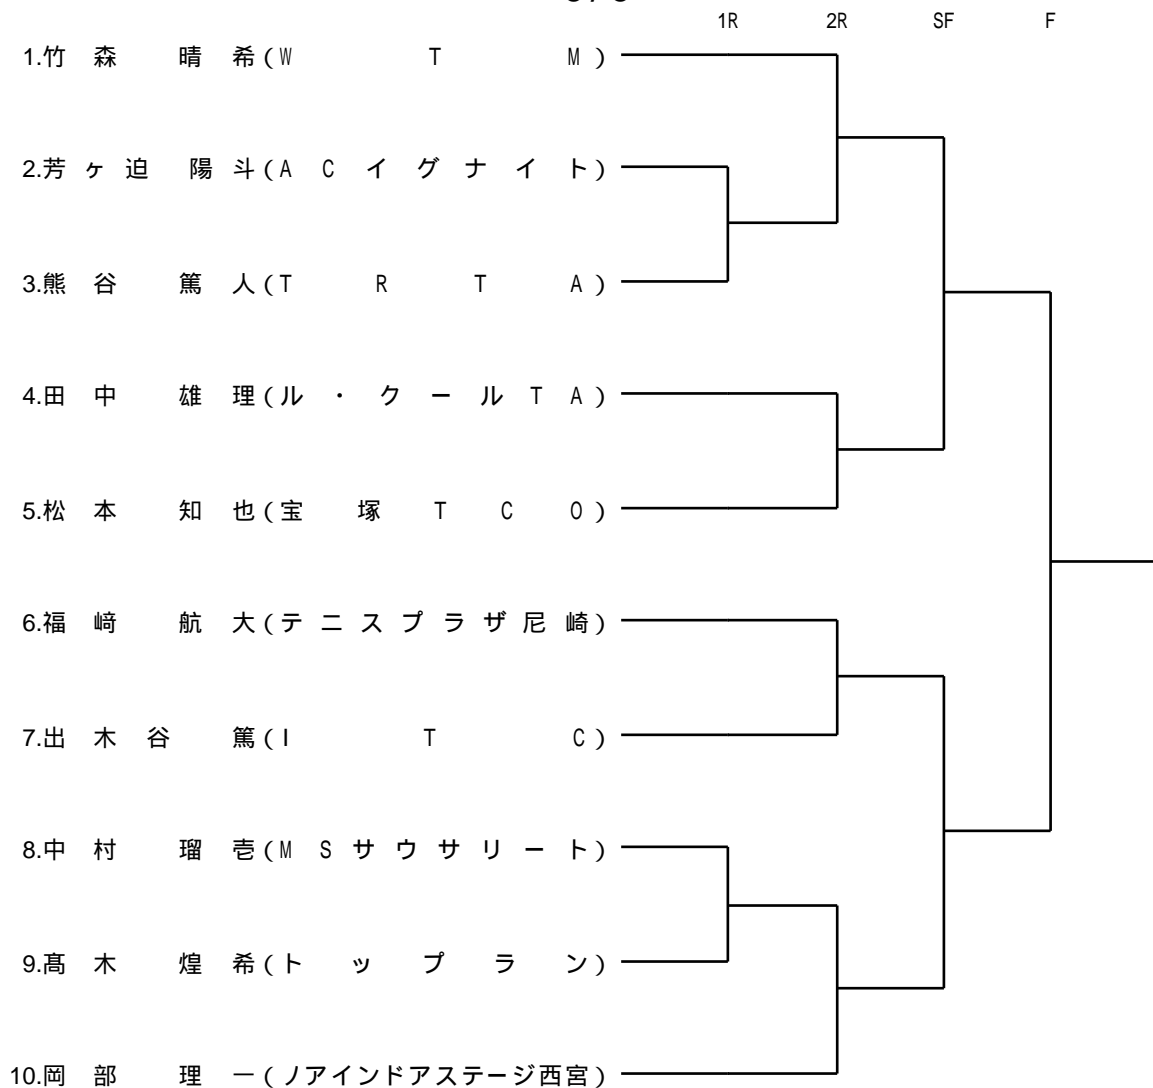 1R 2R SF F
1.竹 森 晴 希(W T M)
2.芳 ヶ 迫 陽 斗(A C イ グ ナ イ ト)
3.熊 谷 篤 人(T R T A)
4.田 中 雄 理(ル ・ ク ー ル T A)
5.松 本 知 也(宝 塚 T C O)
6.福 﨑 航 大(テ ニ ス プ ラ ザ 尼 崎)
7.出 木 谷 篤(I T C)
8.中 村 瑠 壱(M S サ ウ サ リ ー ト)
9.髙 木 煌 希(ト ッ プ ラ ン)
10.岡 部 理 一(ノアインドアステージ西宮)